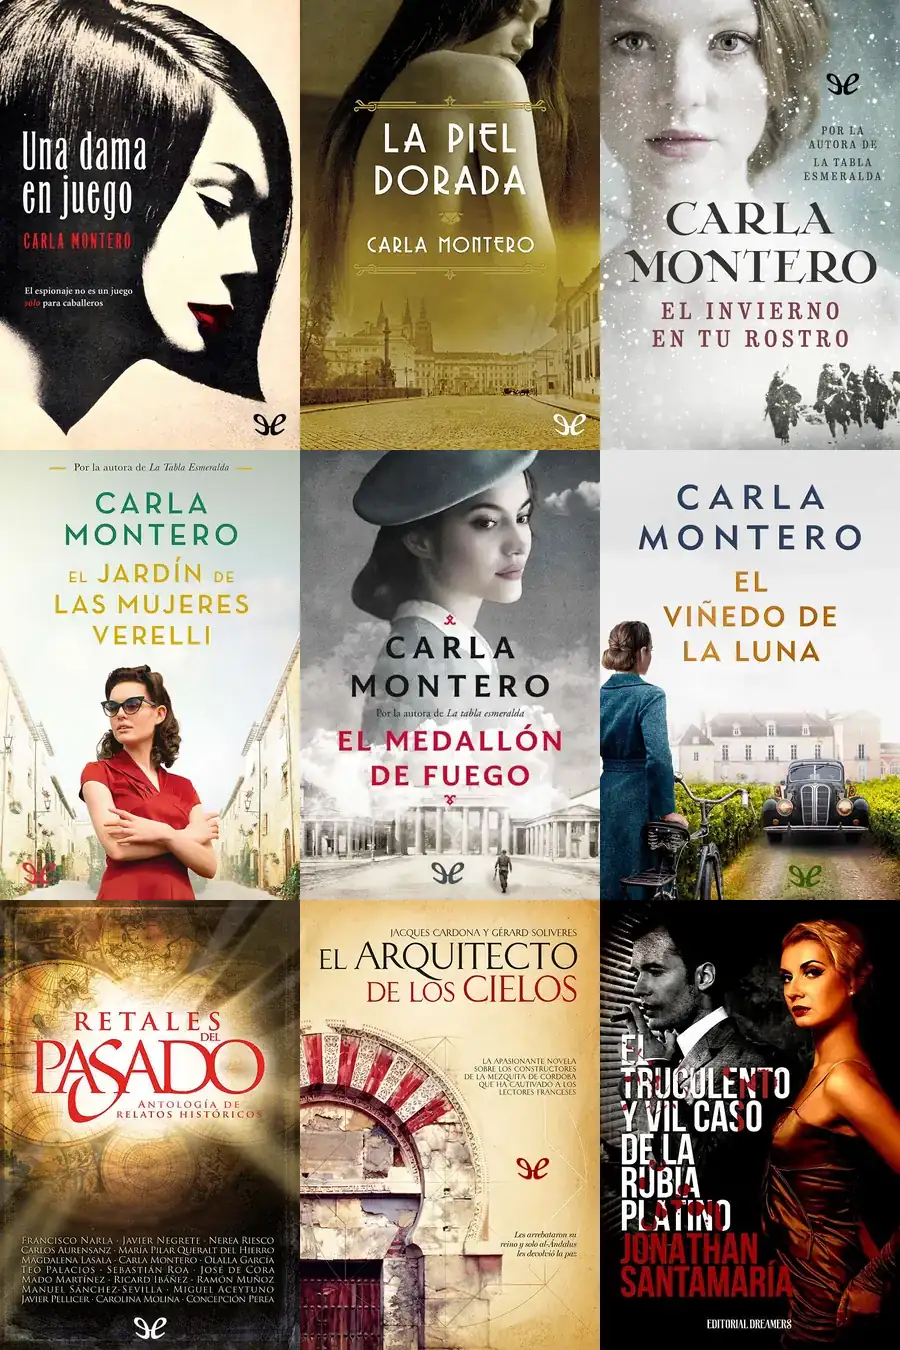 Una dama
en juego
CARLA MONTERO
El espionaje no es un juego
sólo para caballeros
LA PIEL
DORADA
CARLA MONTERO
POR LA
AUTORA DE
LA TABLA
ESMERALDA
CARLA
MONTERO
EL INVIERNO
EN TU ROSTRO
Por la autora de La Tabla Esmeralda
CARLA
MONTERO
EL JARDÍN DE
LAS MUJERES
VERELLI
CARLA
MONTERO
Por la autora de La tabla esmeralda
EL MEDALLÓN
DE FUEGO
CARLA
MONTERO
EL
VIÑEDO DE
LA LUNA
RETALES
DEL
PASADO
ANTOLOGÍA DE
RELATOS HISTÓRICOS
FRANCISCO NARLA · JAVIER NEGRETE · NEREA RIESCO
CARLOS AURENSANZ · MARÍA PILAR QUERALT DEL HIERRO
MAGDALENA LASALA · CARLA MONTERO · OLALLA GARCÍA
TEO PALACIOS · SEBASTIÁN ROA · JOSÉ DE CORA
MADO MARTÍNEZ · RICARD IBÁÑEZ · RAMÓN MUÑOZ
MANUEL SÁNCHEZ-SEVILLA · MIGUEL ACEYTUNO
JAVIER PELLICER · CAROLINA MOLINA · CONCEPCIÓN PEREA
JACQUES CARDONA Y GÉRARD SOLIVERES
EL ARQUITECTO
DE LOS CIELOS
LA APASIONANTE NOVELA
SOBRE LOS CONSTRUCTORES
DE LA MEZQUITA DE CÓRDOBA
QUE HA CAUTIVADO A LOS
LECTORES FRANCESES
Les arrebataron su
reino y solo al-Ándalus
les devolvió la paz
EL
TRUCULENTO
Y VIL CASO
DE LA
RUBIA
PLATINO
JONATHAN
SANTAMARÍA
EDITORIAL DREAMERS